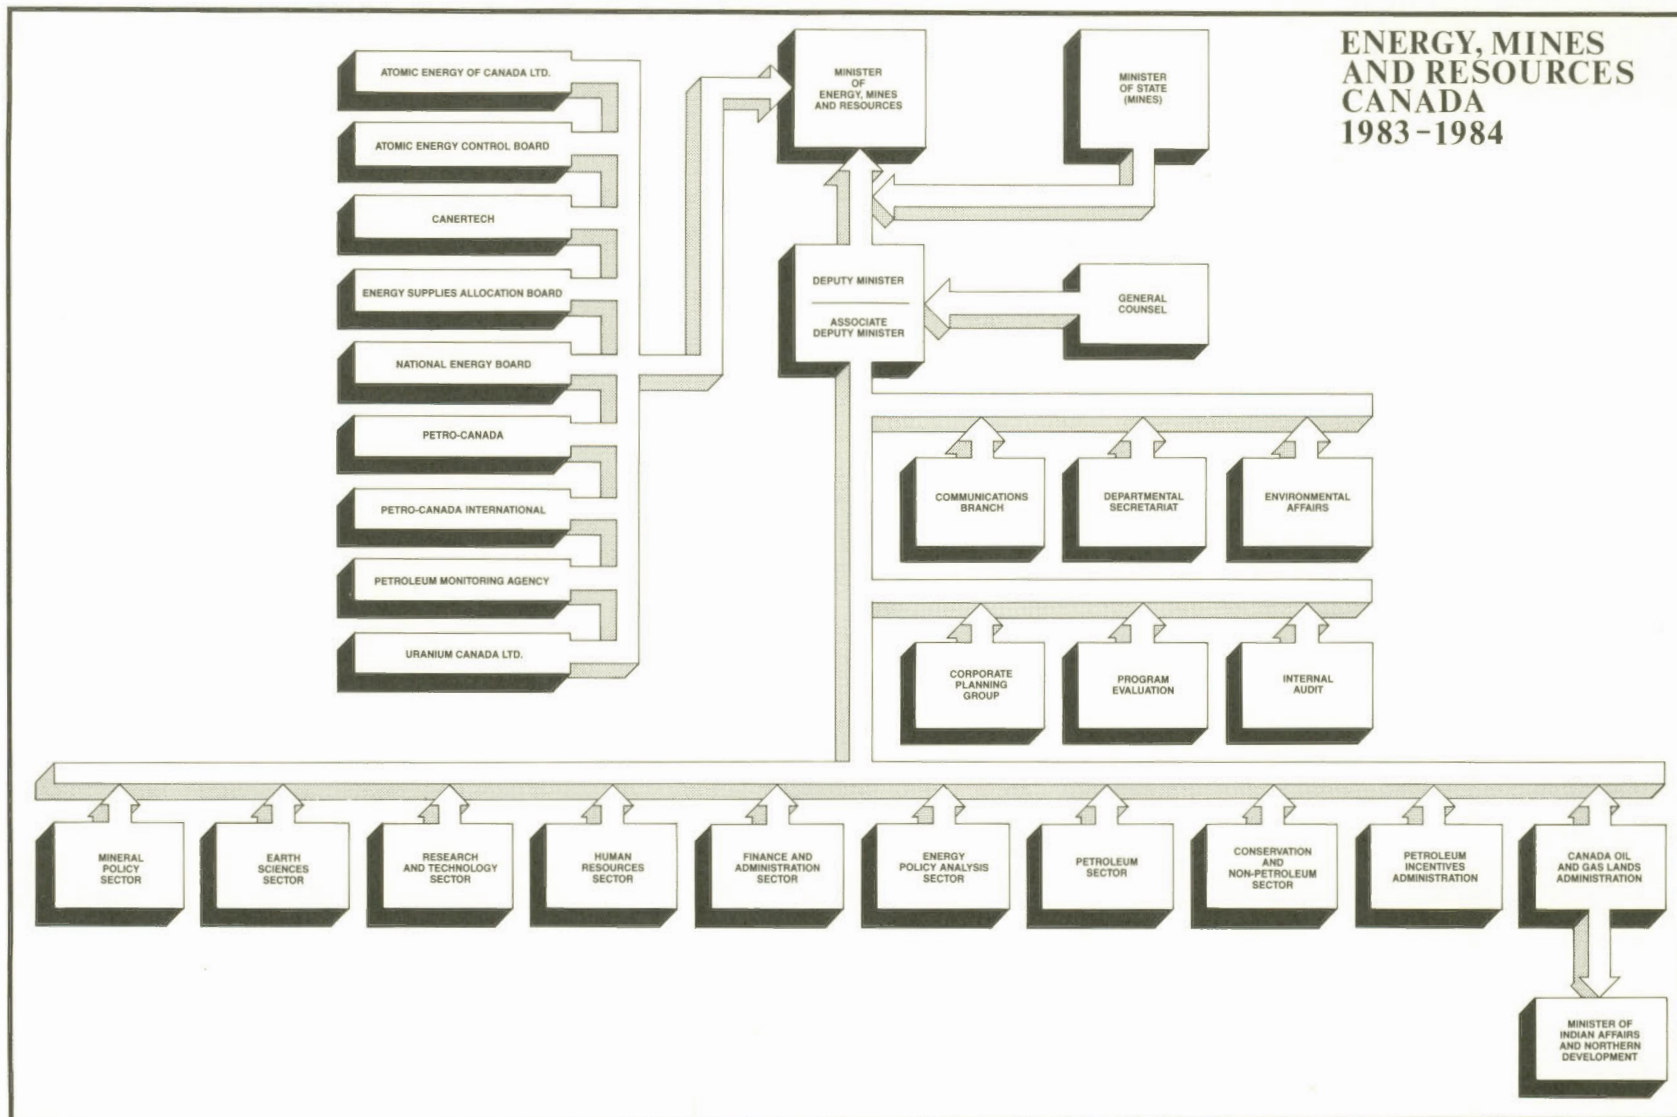 ENERGY, MINES
AND RESOURCES
CANADA
1983-1984
ATOMIC ENERGY OF CANADA LTD.
ATOMIC ENERGY CONTROL BOARD
CANERTECH
ENERGY SUPPLIES ALLOCATION BOARD
NATIONAL ENERGY BOARD
PETRO-CANADA
PETRO-CANADA INTERNATIONAL
PETROLEUM MONITORING AGENCY
URANIUM CANADA LTD.
MINISTER
OF
ENERGY, MINES
AND RESOURCES
MINISTER
OF STATE
(MINES)
DEPUTY MINISTER
ASSOCIATE
DEPUTY MINISTER
GENERAL
COUNSEL
COMMUNICATIONS
BRANCH
DEPARTMENTAL
SECRETARIAT
ENVIRONMENTAL
AFFAIRS
CORPORATE
PLANNING
GROUP
PROGRAM
EVALUATION
INTERNAL
AUDIT
MINERAL
POLICY
SECTOR
EARTH
SCIENCES
SECTOR
RESEARCH
AND TECHNOLOGY
SECTOR
HUMAN
RESOURCES
SECTOR
FINANCE AND
ADMINISTRATION
SECTOR
ENERGY
POLICY ANALYSIS
SECTOR
PETROLEUM
SECTOR
CONSERVATION
AND
NON-PETROLEUM
SECTOR
PETROLEUM
INCENTIVES
ADMINISTRATION
CANADA OIL
AND GAS LANDS
ADMINISTRATION
MINISTER OF
INDIAN AFFAIRS
AND NORTHERN
DEVELOPMENT